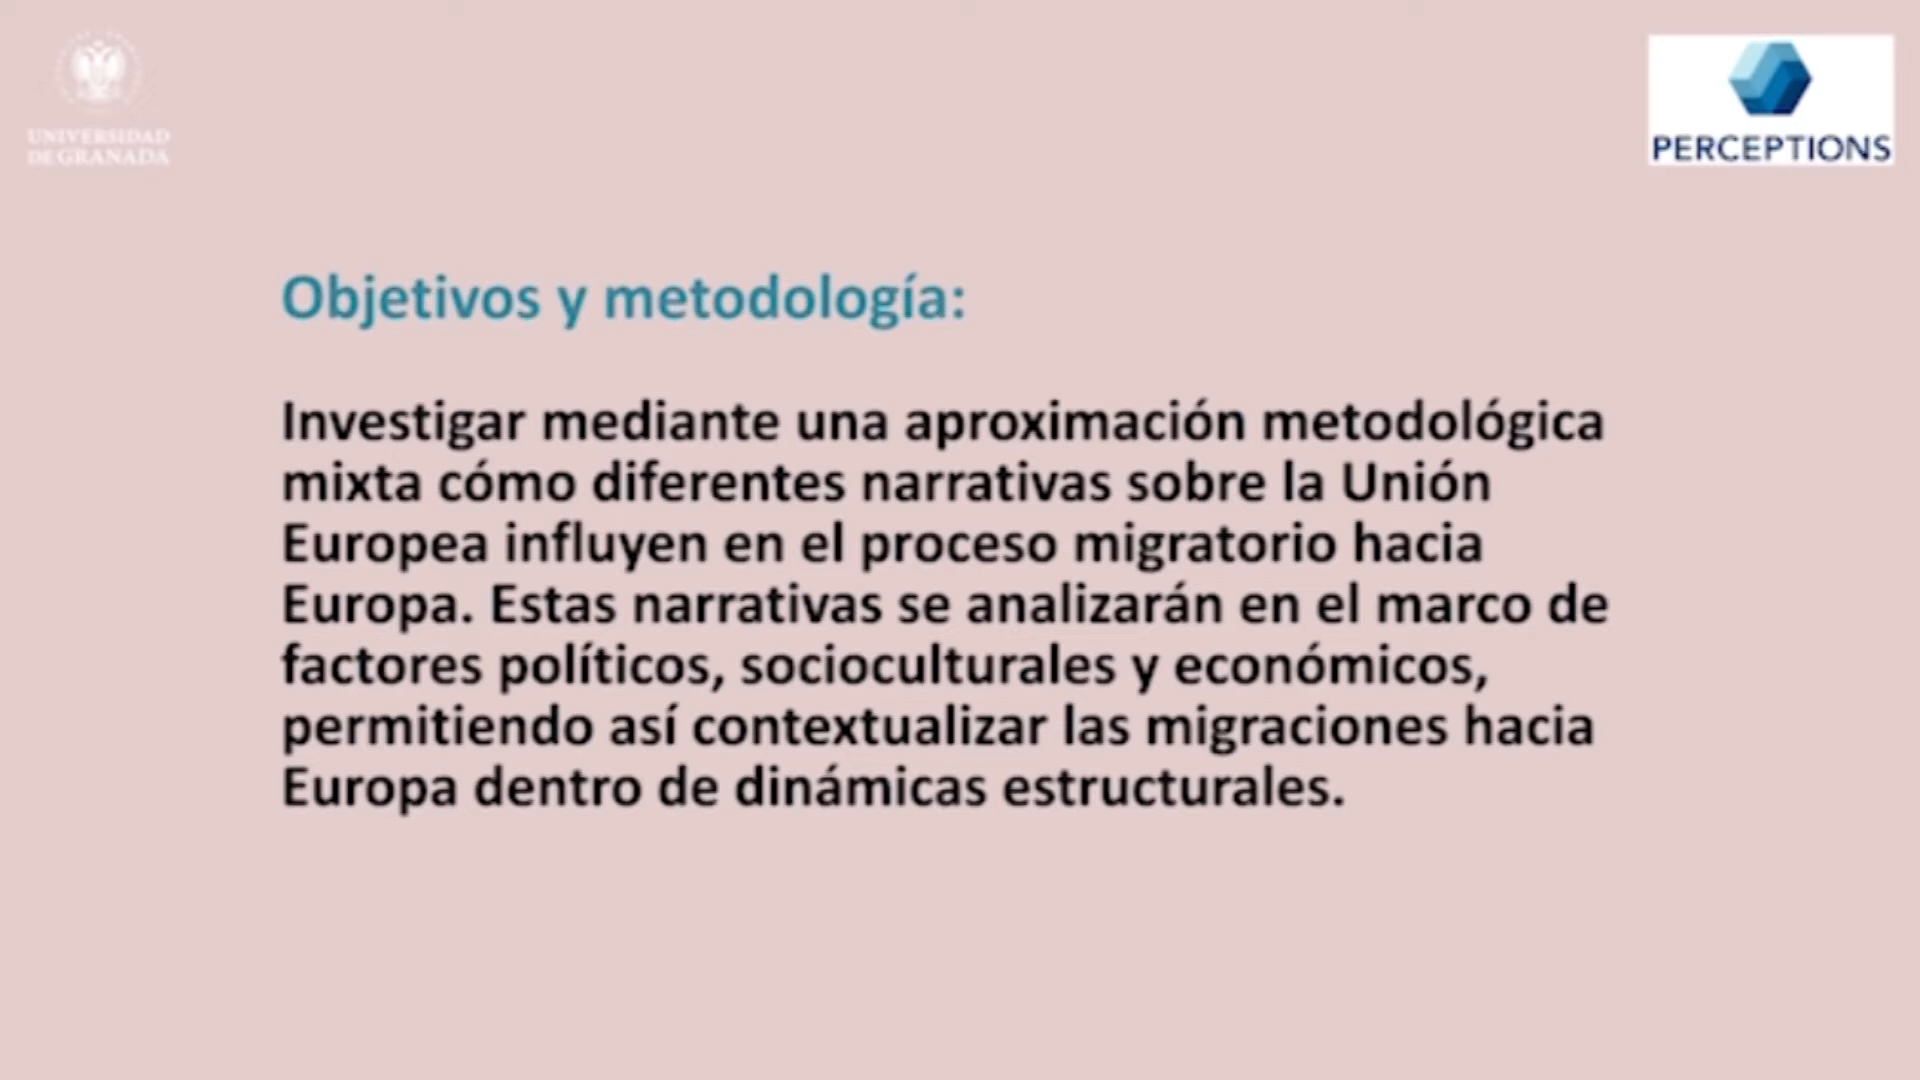 UNIVERSIDAD
DE GRANADA
PERCEPTIONS
Objetivos y metodología:
Investigar mediante una aproximación metodológica
mixta cómo diferentes narrativas sobre la Unión
Europea influyen en el proceso migratorio hacia
Europa. Estas narrativas se analizarán en el marco de
factores políticos, socioculturales y económicos,
permitiendo así contextualizar las migraciones hacia
Europa dentro de dinámicas estructurales.